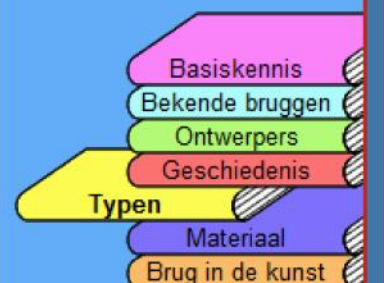 Basiskennis
Bekende bruggen
Ontwerpers
Geschiedenis
Typen
Materiaal
Brug in de kunst